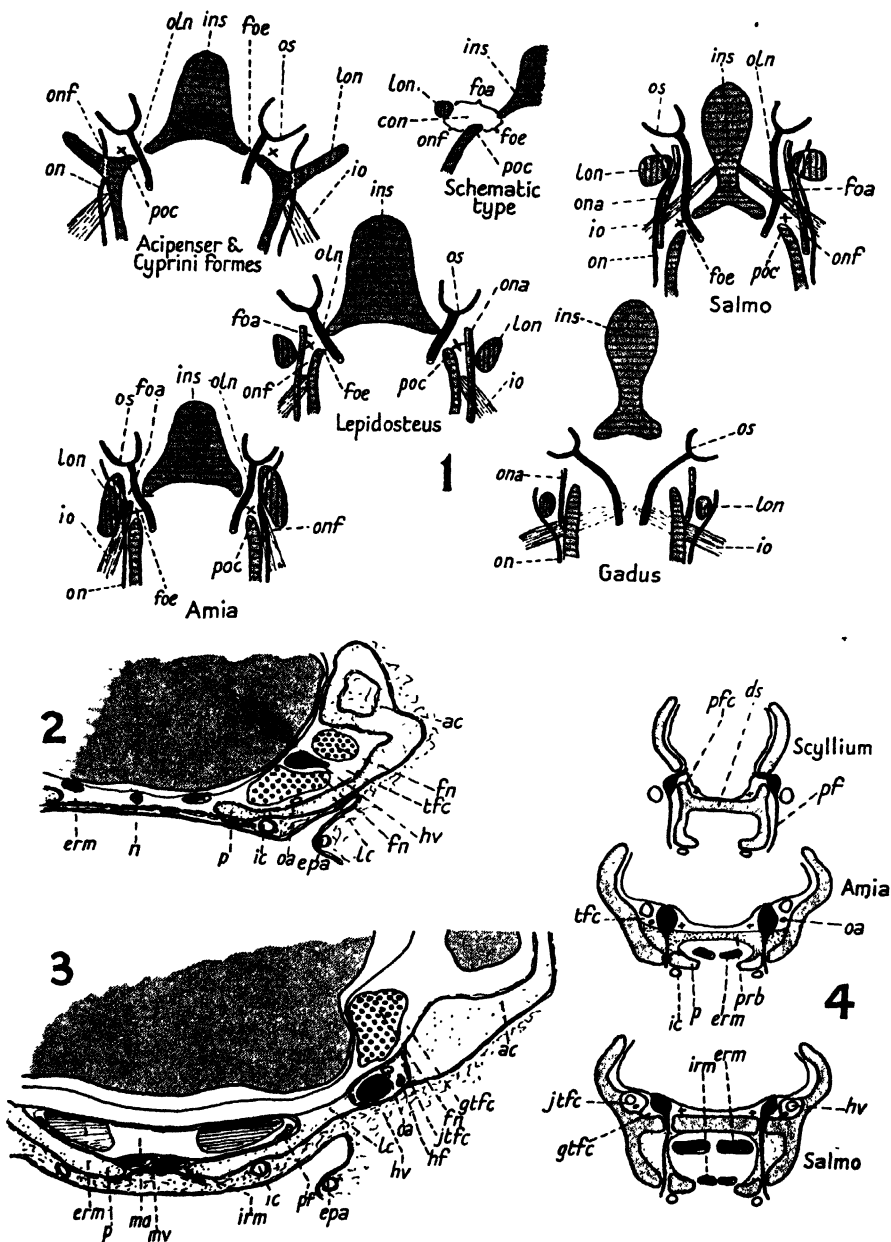 oln ins foe os
onf
lon
on
io
poc
Acipenser &
Cypriniformes
ins
lon
foa
con
onf
foe
poc
Schematic
type
ins oln
os
lon
ona
io
on
foa
foe
poc
onf
Salmo
ins
oln
os
ona
foa
lon
onf
foe
poc
io
Lepidosteus
1
ins
os
ona
lon
io
on
Gadus
os foa ins oln
lon
io
onf
poc
on
foe
Amia
2
ac
fn
tfc
hv
erm n p ic oa epa lc fn
3
ac
gtfc
fn
jtfc
hf
oa
hv
lc
erm p ma mv irm ic pf epa
4
pfc ds
Scyllium
pf
Amia
tfc
oa
ic p erm prb
irm erm
jtfc
hv
gtfc
Salmo